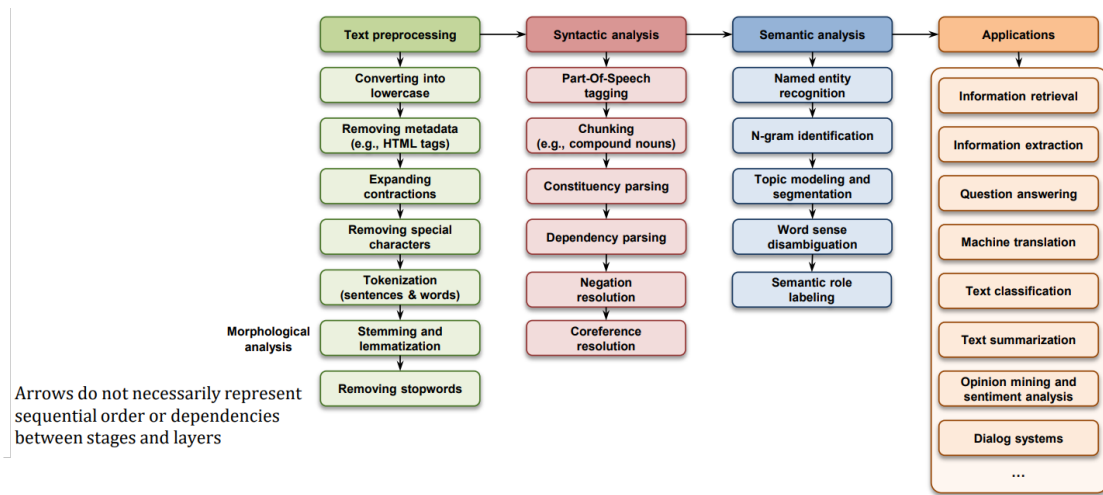 Text preprocessing
Converting into
lowercase
Removing metadata
(e.g., HTML tags)
Expanding
contractions
Removing special
characters
Tokenization
(sentences & words)
Morphological
analysis
Stemming and
lemmatization
Removing stopwords
Syntactic analysis
Part-Of-Speech
tagging
Chunking
(e.g., compound nouns)
Constituency parsing
Dependency parsing
Negation
resolution
Coreference
resolution
Semantic analysis
Named entity
recognition
N-gram identification
Topic modeling and
segmentation
Word sense
disambiguation
Semantic role
labeling
Applications
Information retrieval
Information extraction
Question answering
Machine translation
Text classification
Text summarization
Opinion mining and
sentiment analysis
Dialog systems
...
Arrows do not necessarily represent
sequential order or dependencies
between stages and layers